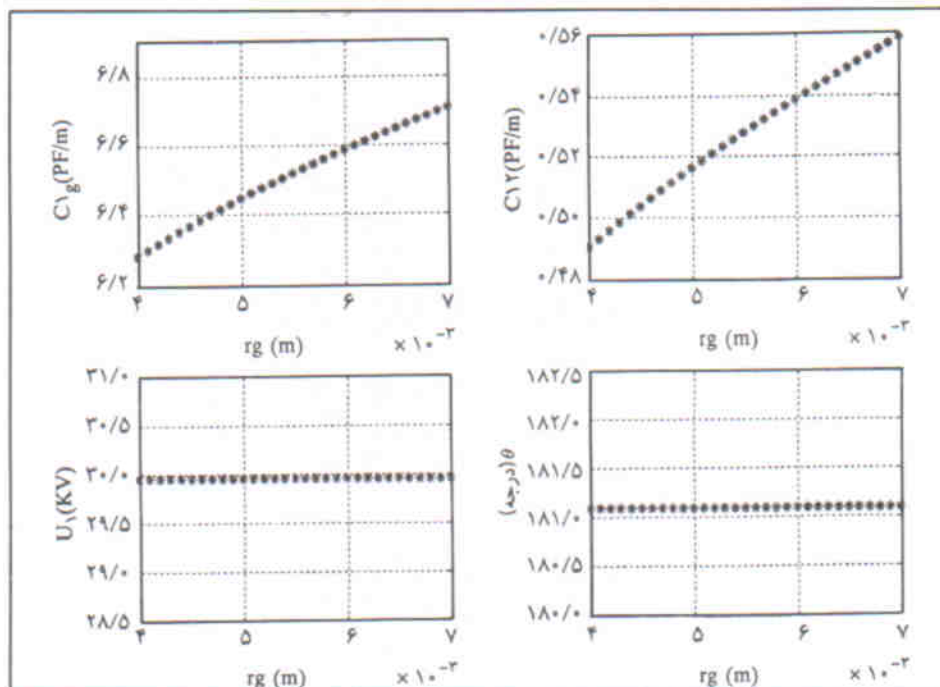 C۱g(PF/m)
۶/۸
۶/۶
۶/۴
۶/۲
۴ ۵ ۶ ۷
rg (m) × ۱۰⁻۳
C۱۲(PF/m)
۰/۵۶
۰/۵۴
۰/۵۲
۰/۵۰
۰/۴۸
۴ ۵ ۶ ۷
rg (m) × ۱۰⁻۳
U۱(KV)
۳۱/۰
۳۰/۵
۳۰/۰
۲۹/۵
۲۹/۰
۲۸/۵
۴ ۵ ۶ ۷
rg (m) × ۱۰⁻۳
θ(درجه)
۱۸۲/۵
۱۸۲/۰
۱۸۱/۵
۱۸۱/۰
۱۸۰/۵
۱۸۰/۰
۴ ۵ ۶ ۷
rg (m) × ۱۰⁻۳